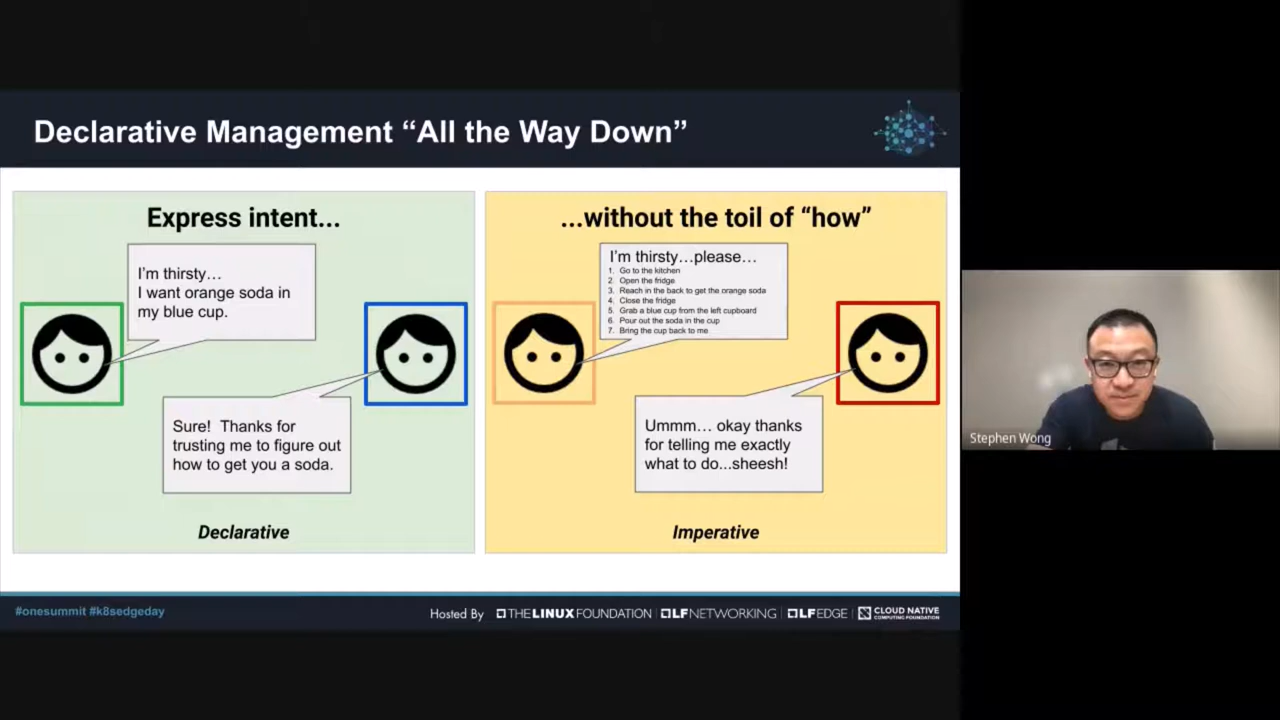 Declarative Management “All the Way Down”
Express intent...
I’m thirsty…
I want orange soda in
my blue cup.
Sure! Thanks for
trusting me to figure out
how to get you a soda.
Declarative
...without the toil of “how”
I’m thirsty…please…
1. Go to the kitchen
2. Open the fridge
3. Reach in the back to get the orange soda
4. Close the fridge
5. Grab a blue cup from the left cupboard
6. Pour out the soda in the cup
7. Bring the cup back to me
Ummm… okay thanks
for telling me exactly
what to do...sheesh!
Imperative
Stephen Wong
#onesummit #k8sedgeday
Hosted By THE LINUX FOUNDATION LFNETWORKING LFEDGE CLOUD NATIVE
COMPUTING FOUNDATION